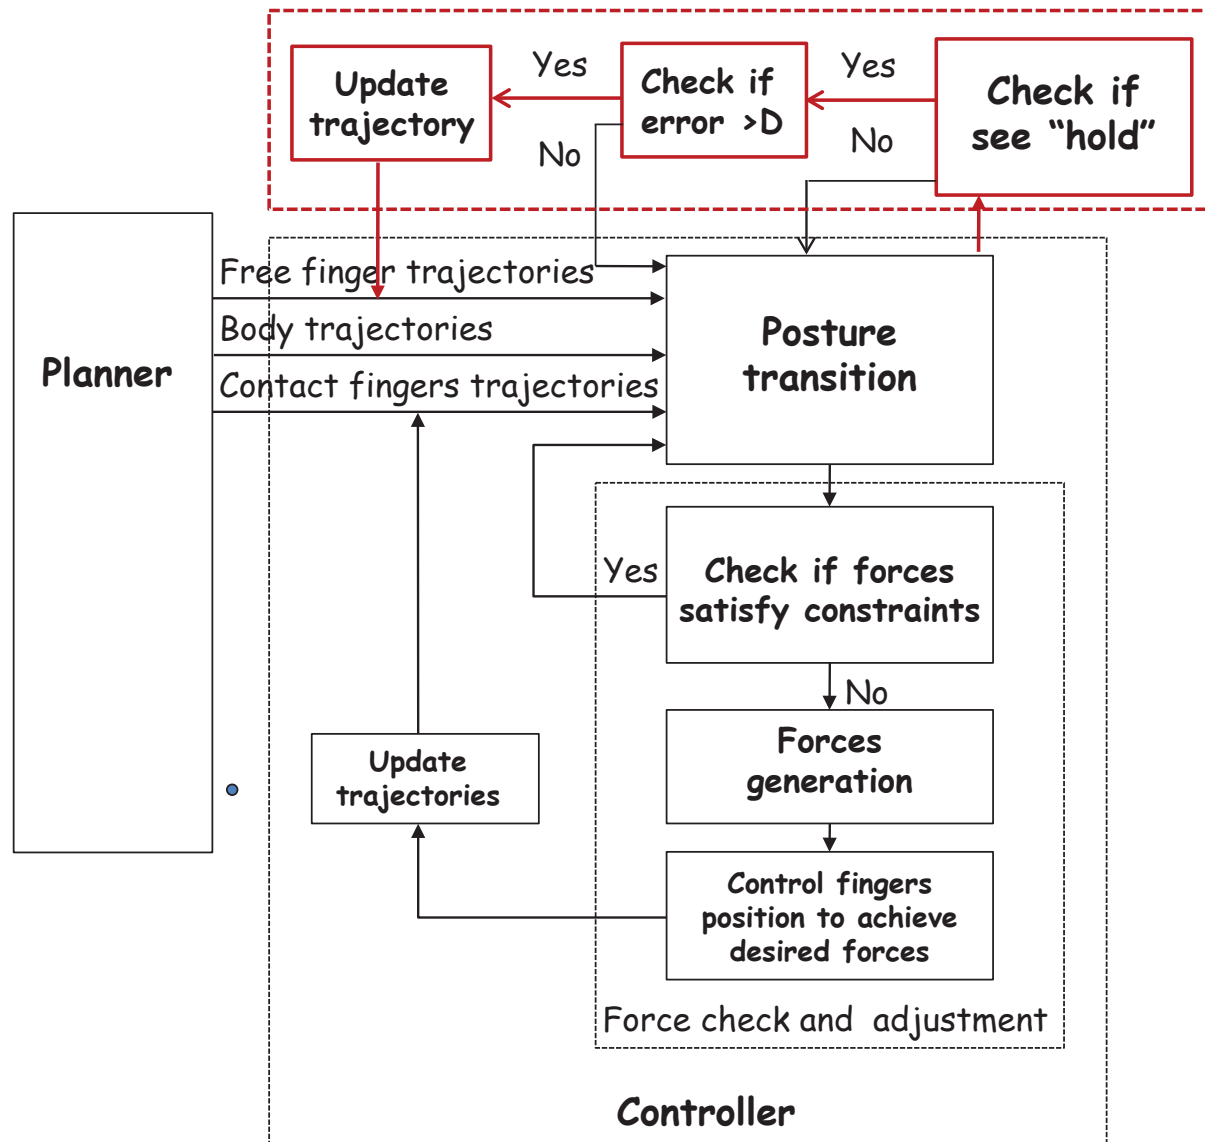 Update
trajectory
Yes
Check if
error >D
Yes
Check if
see “hold”
No
No
Planner
Free finger trajectories
Body trajectories
Contact fingers trajectories
Posture
transition
Yes
Check if forces
satisfy constraints
No
Forces
generation
Update
trajectories
Control fingers
position to achieve
desired forces
Force check and adjustment
Controller